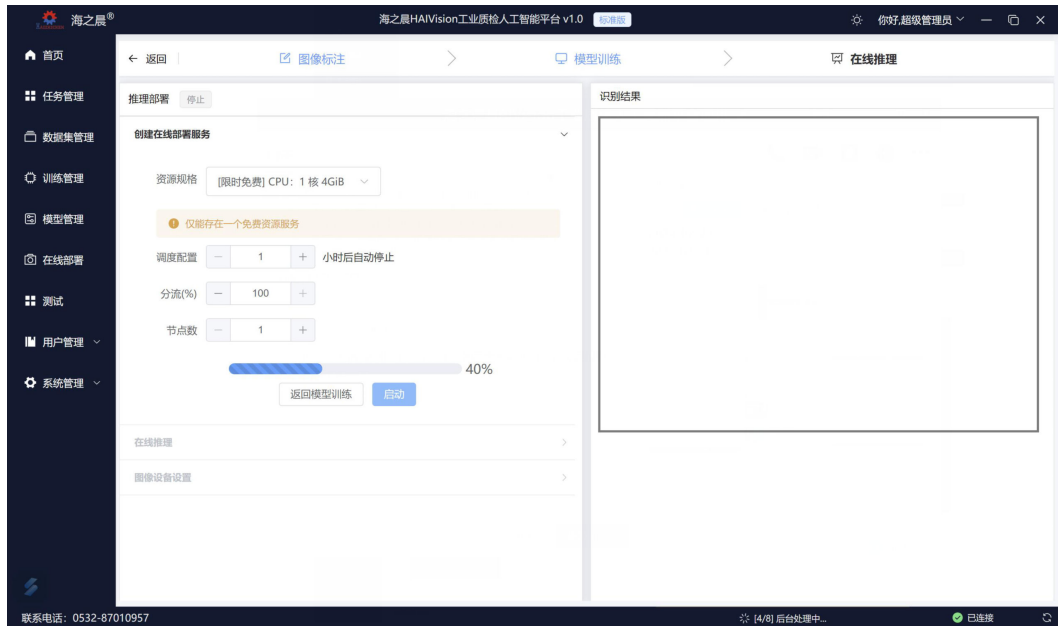 海之晨®
海之晨HAIVision工业质检人工智能平台 v1.0 标准版
你好,超级管理员
首页
任务管理
数据集管理
训练管理
模型管理
在线部署
测试
用户管理
系统管理
返回
图像标注
模型训练
在线推理
推理部署 停止
创建在线部署服务
资源规格 [限时免费] CPU：1 核 4GiB
仅能存在一个免费资源服务
调度配置 − 1 + 小时后自动停止
分流(%) − 100 +
节点数 − 1 +
40%
返回模型训练 启动
在线推理
图像设备设置
识别结果
联系电话：0532-87010957
[4/8] 后台处理中...
已连接